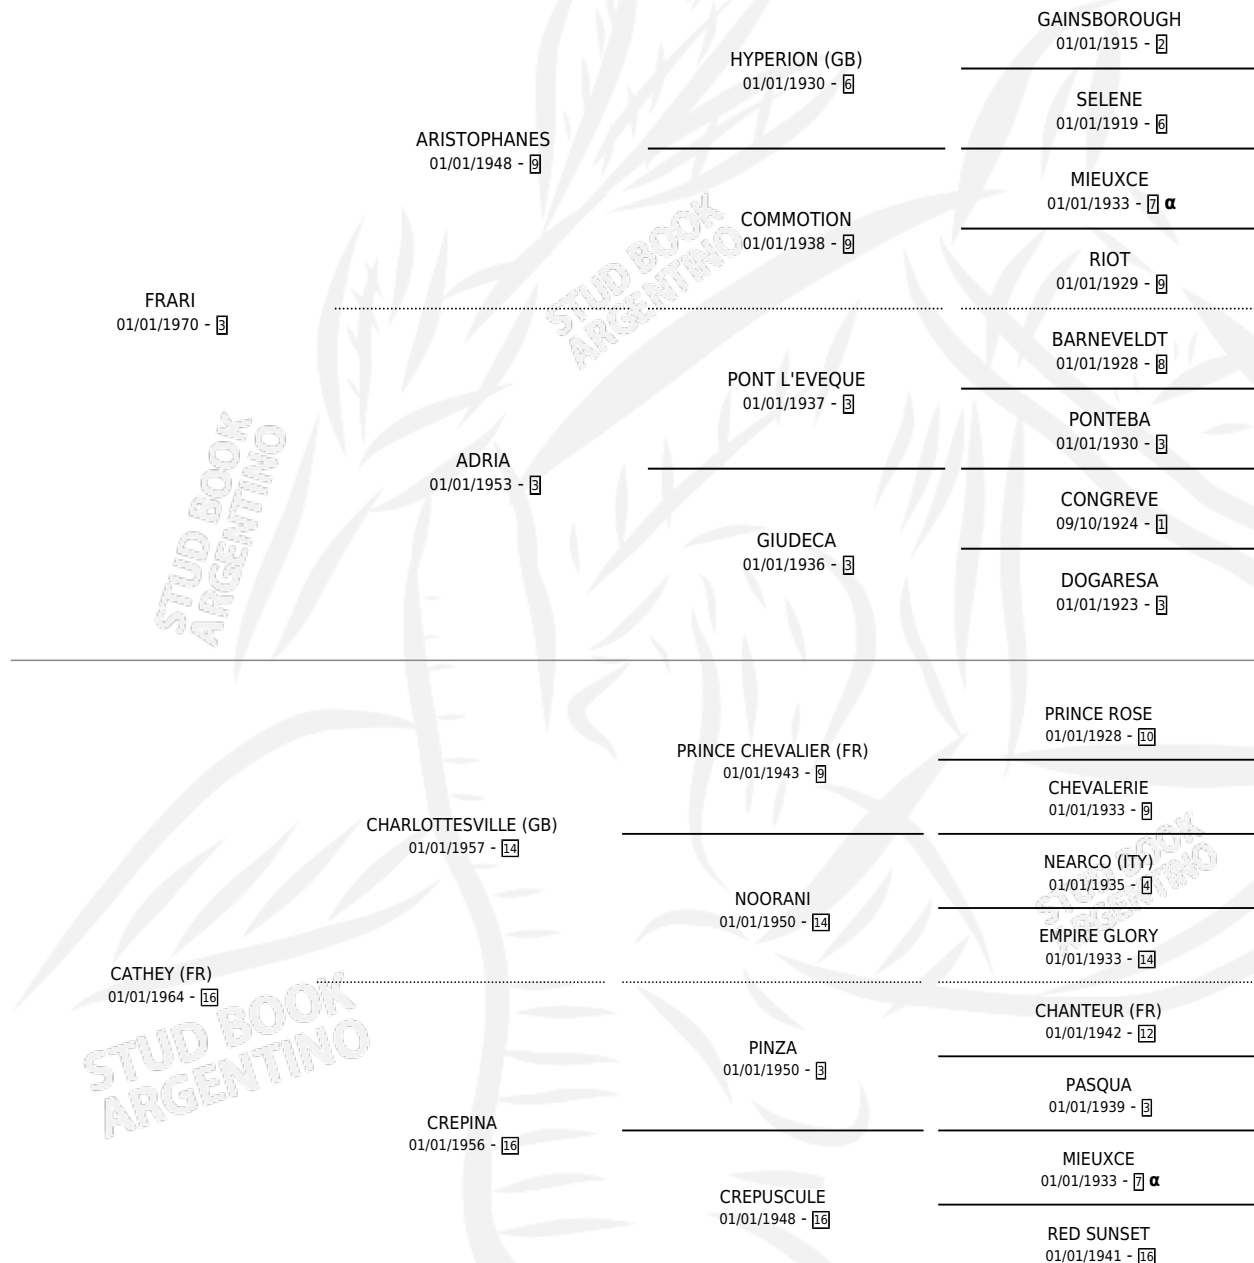 GAINSBOROUGH
01/01/1915 - 2
HYPERION (GB)
01/01/1930 - 6
SELENE
01/01/1919 - 6
ARISTOPHANES
01/01/1948 - 9
MIEUXCE
01/01/1933 - 7 α
COMMOTION
01/01/1938 - 9
RIOT
01/01/1929 - 9
FRARI
01/01/1970 - 3
BARNEVELDT
01/01/1928 - 8
PONT L'EVEQUE
01/01/1937 - 3
PONTEBA
01/01/1930 - 3
ADRIA
01/01/1953 - 3
CONGREVE
09/10/1924 - 1
GIUDECA
01/01/1936 - 3
DOGARESA
01/01/1923 - 3
PRINCE ROSE
01/01/1928 - 10
PRINCE CHEVALIER (FR)
01/01/1943 - 9
CHEVALERIE
01/01/1933 - 9
CHARLOTTESVILLE (GB)
01/01/1957 - 14
NEARCO (ITY)
01/01/1935 - 4
NOORANI
01/01/1950 - 14
EMPIRE GLORY
01/01/1933 - 14
CATHEY (FR)
01/01/1964 - 16
CHANTEUR (FR)
01/01/1942 - 12
PINZA
01/01/1950 - 3
PASQUA
01/01/1939 - 3
CREPINA
01/01/1956 - 16
MIEUXCE
01/01/1933 - 7 α
CREPUSCULE
01/01/1948 - 16
RED SUNSET
01/01/1941 - 16
STUD BOOK
ARGENTINO
STUD BOOK
ARGENTINO
STUD BOOK
ARGENTINO
STUD BOOK
ARGENTINO